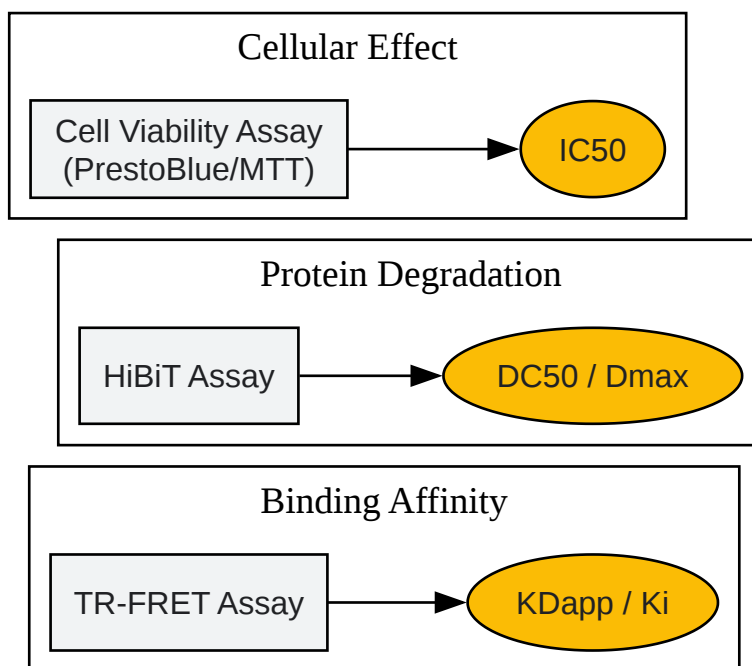 Cellular Effect
Cell Viability Assay
(PrestoBlue/MTT)
IC50
Protein Degradation
HiBiT Assay
DC50 / Dmax
Binding Affinity
TR-FRET Assay
KDapp / Ki